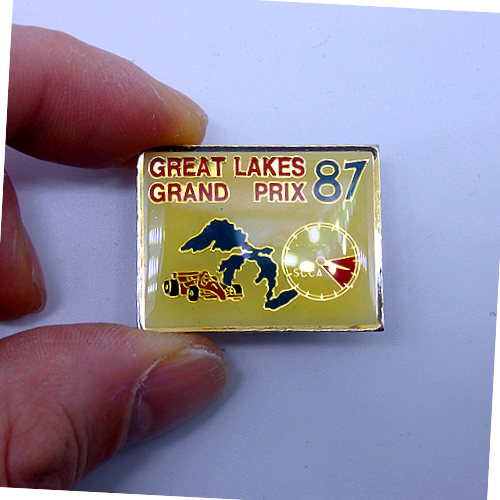 GREAT LAKES
GRAND PRIX 87
SCCA